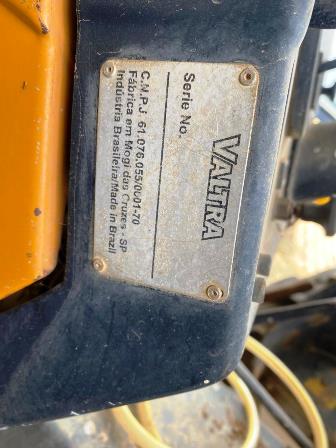 VALTRA
Serie No.
C.N.P.J. 61.076.055/0001-70
Fábrica em Mogi das Cruzes - SP
Indústria Brasileira/Made in Brazil